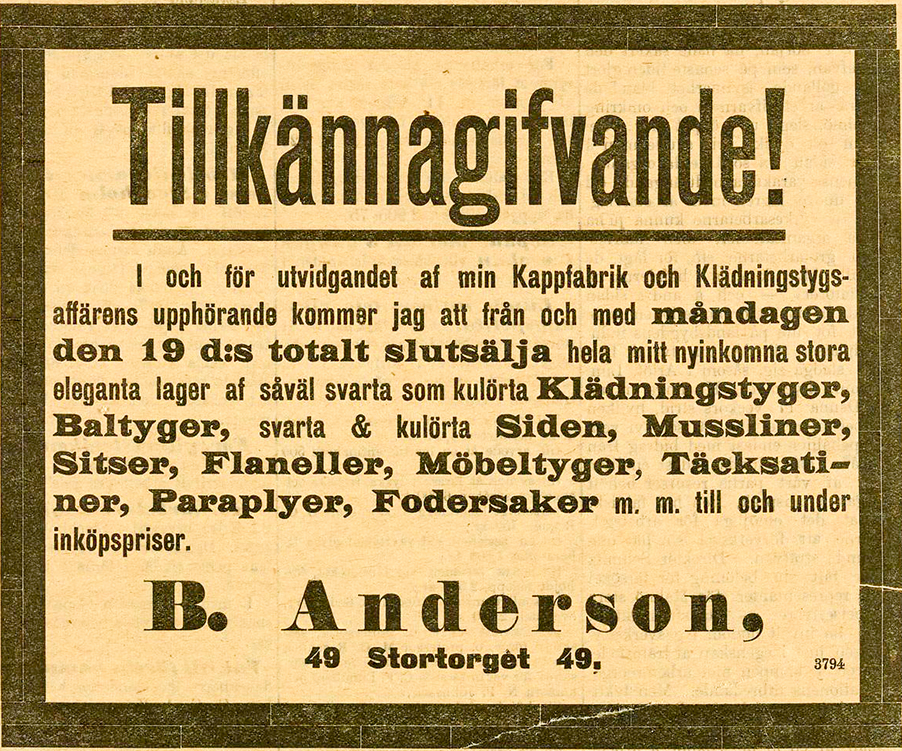 Tillkännagifvande!
I och för utvidgandet af min Kappfabrik och Klädningstygs-
affärens upphörande kommer jag att från och med måndagen
den 19 d:s totalt slutsälja hela mitt nyinkomna stora
eleganta lager af såväl svarta som kulörta Klädningstyger,
Baltyger, svarta & kulörta Siden, Mussliner,
Sitser, Flaneller, Möbeltyger, Täcksati-
ner, Paraplyer, Fodersaker m. m. till och under
inköpspriser.
B. Anderson,
49 Stortorget 49.
3794